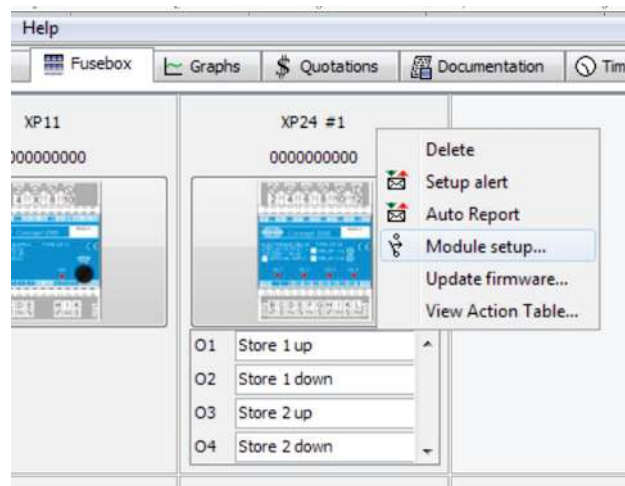 Help
Fusebox
Graphs
$ Quotations
Documentation
Tim
XP11
000000000
XP24 #1
0000000000
Delete
Setup alert
Auto Report
Module setup...
Update firmware...
View Action Table...
O1 Store 1 up
O2 Store 1 down
O3 Store 2 up
O4 Store 2 down